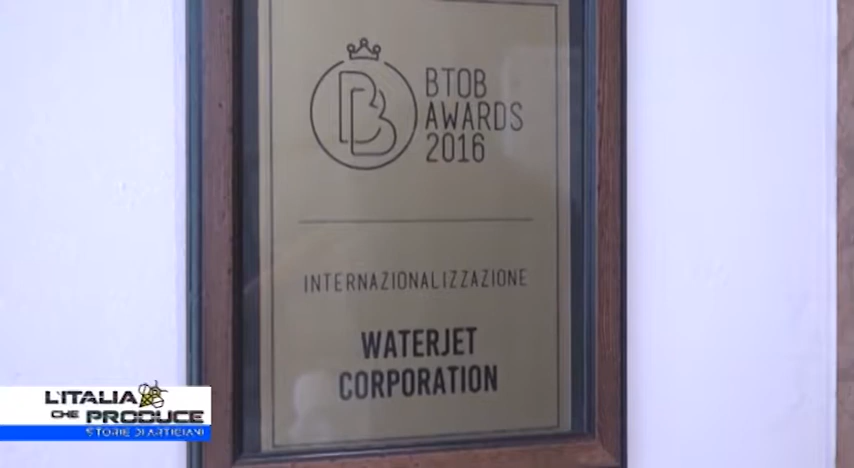 BTOB
AWARDS
2016
INTERNAZIONALIZZAZIONE
WATERJET
CORPORATION
L'ITALIA
CHE PRODUCE
STORIE DI ARTIGIANI